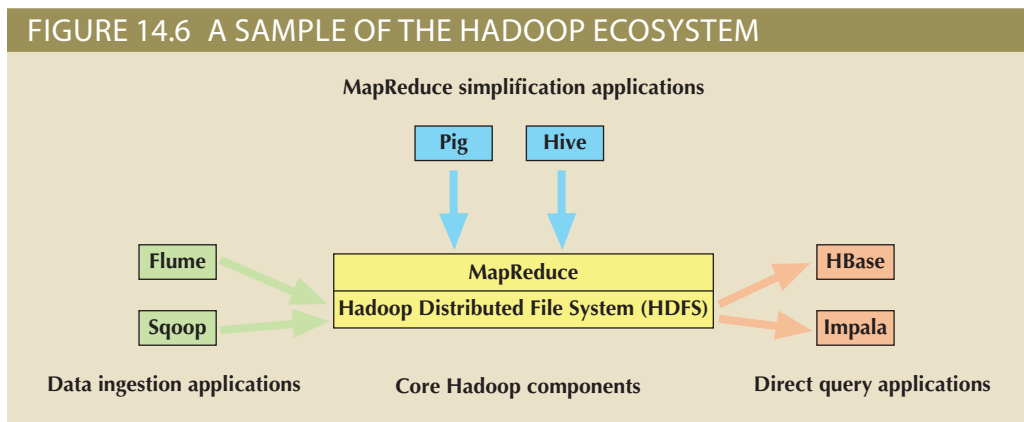 FIGURE 14.6 A SAMPLE OF THE HADOOP ECOSYSTEM
MapReduce simplification applications
Pig
Hive
Flume
Sqoop
MapReduce
Hadoop Distributed File System (HDFS)
HBase
Impala
Data ingestion applications
Core Hadoop components
Direct query applications